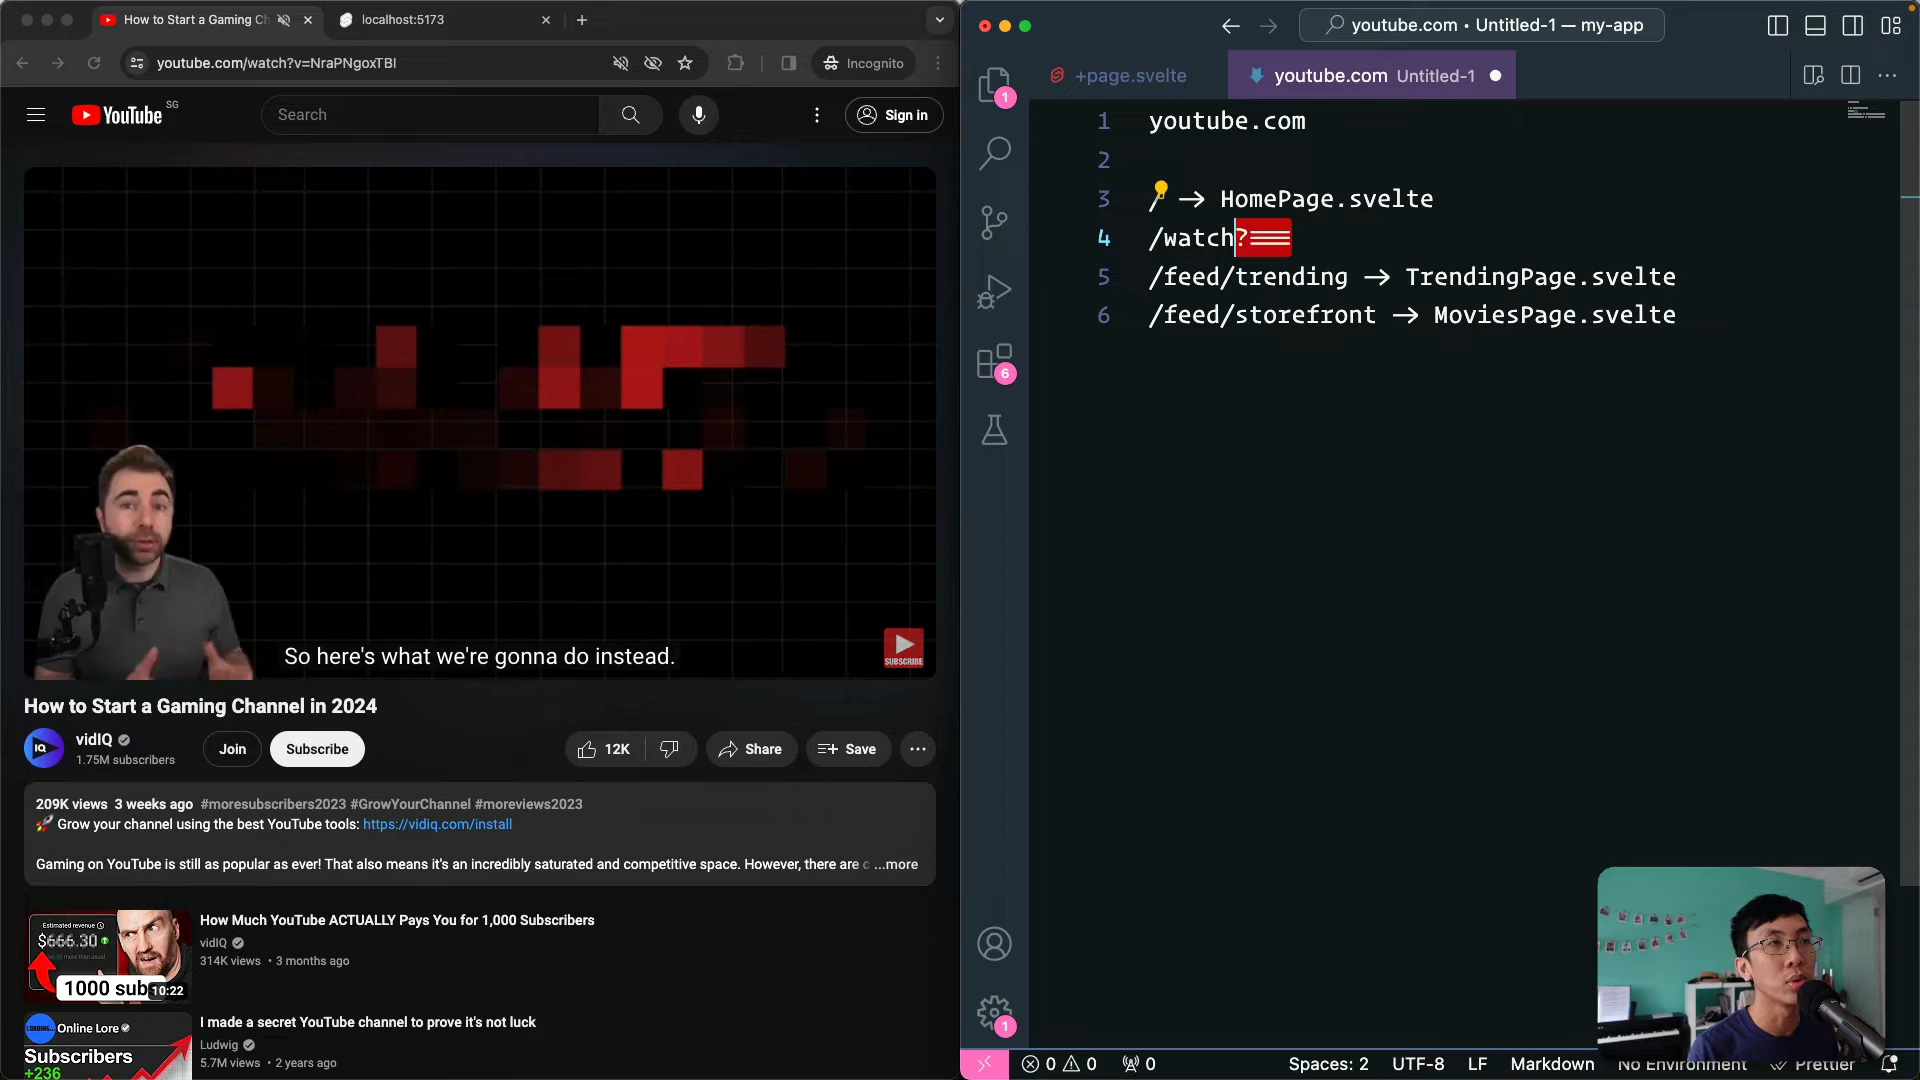 How to Start a Gaming Ch
localhost:5173
youtube.com/watch?v=NraPNgoxTBI
Incognito
YouTube SG
Search
Sign in
So here's what we're gonna do instead.
SUBSCRIBE
How to Start a Gaming Channel in 2024
vidIQ
1.75M subscribers
Join
Subscribe
12K
Share
Save
209K views 3 weeks ago #moresubscribers2023 #GrowYourChannel #moreviews2023
🚀 Grow your channel using the best YouTube tools: https://vidiq.com/install
Gaming on YouTube is still as popular as ever! That also means it's an incredibly saturated and competitive space. However, there are c ...more
Estimated revenue
$666.30
1000 sub
10:22
How Much YouTube ACTUALLY Pays You for 1,000 Subscribers
vidIQ
314K views • 3 months ago
Online Lore
Subscribers
+236
I made a secret YouTube channel to prove it's not luck
Ludwig
5.7M views • 2 years ago
youtube.com • Untitled-1 — my-app
+page.svelte
youtube.com Untitled-1
1
6
1
1 youtube.com
2
3 / -> HomePage.svelte
4 /watch?
5 /feed/trending -> TrendingPage.svelte
6 /feed/storefront -> MoviesPage.svelte
0 0 0
Spaces: 2 UTF-8 LF Markdown No Environment Prettier